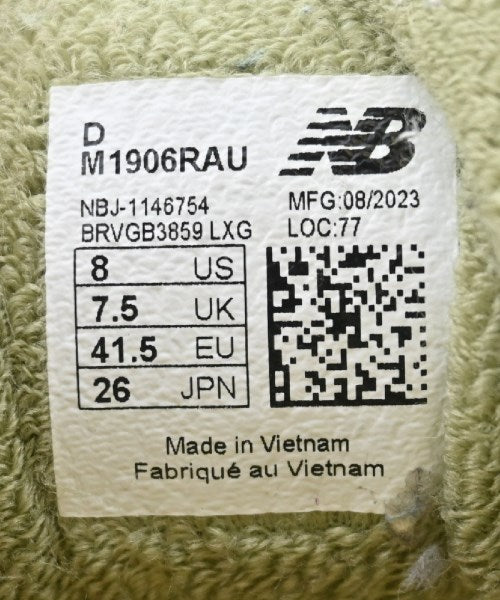 D
M1906RAU
NB
NBJ-1146754
BRVGB3859 LXG
MFG:08/2023
LOC:77
8 US
7.5 UK
41.5 EU
26 JPN
Made in Vietnam
Fabriqué au Vietnam